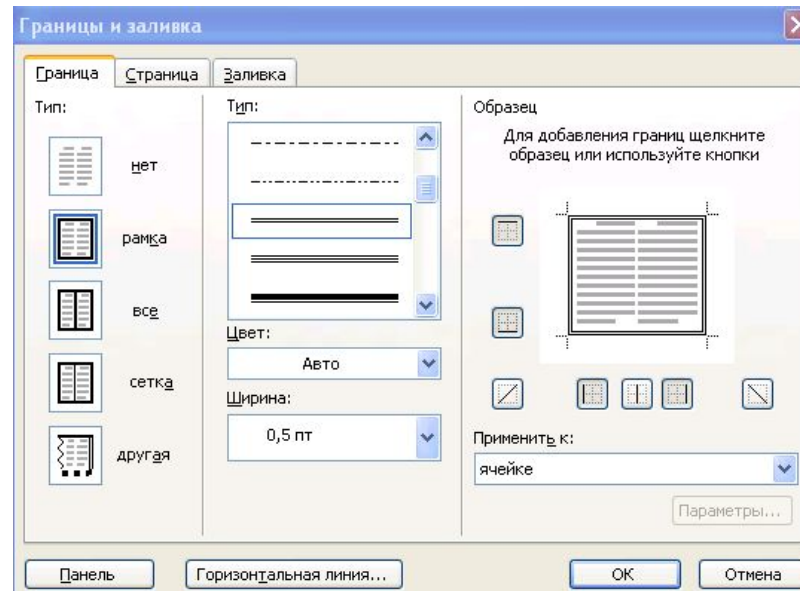 Границы и заливка
Граница
Страница
Заливка
Тип:
нет
рамка
все
сетка
другая
Тип:
Цвет:
Авто
Ширина:
0,5 пт
Образец
Для добавления границ щелкните
образец или используйте кнопки
Применить к:
ячейке
Параметры...
Панель
Горизонтальная линия...
ОК
Отмена